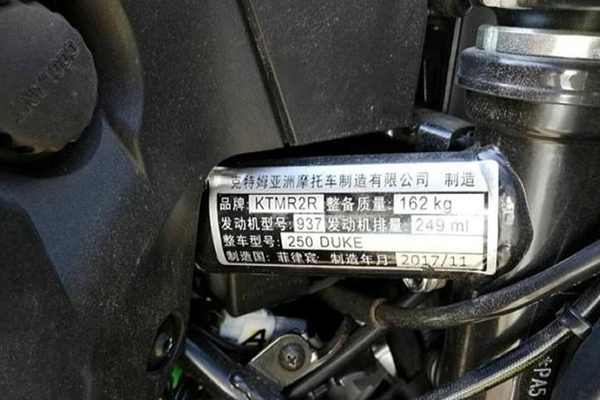 COOLANT
克特姆亚洲摩托车制造有限公司 制造
品牌: KTMR2R 整备质量: 162 kg
发动机型号: 937 发动机排量: 249 ml
整车型号: 250 DUKE
制造国: 菲律宾 制造年月 2017/11
*PA5